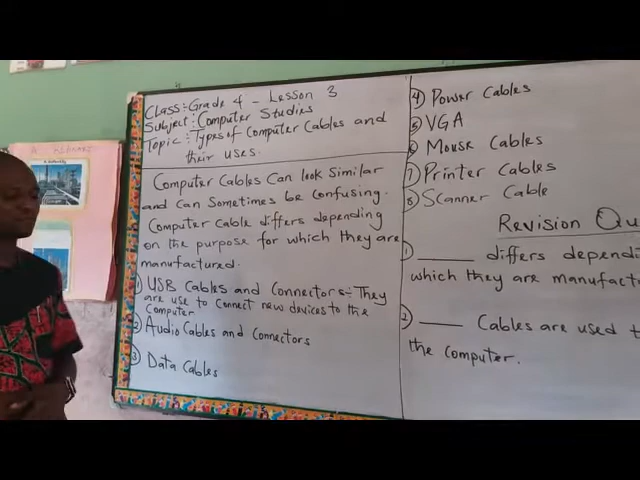 Class:- Grade 4 - Lesson 3
Subject: Computer Studies
Topic: Types of Computer Cables and
their uses.
Computer Cables Can look Similar
and can Sometimes be confusing.
Computer cable differs depending
on the purpose for which they are
manufactured.
1 USB Cables and Connectors:- They
are use to Connect new devices to the
Computer
2 Audio Cables and Connectors
3 Data Cables
4 Power Cables
5 VGA
6 Mouse Cables
7 Printer Cables
8 Scanner Cable
Revision Qu
1 ______ differs dependi
which they are manufact
2 ______ Cables are used t
the Computer.